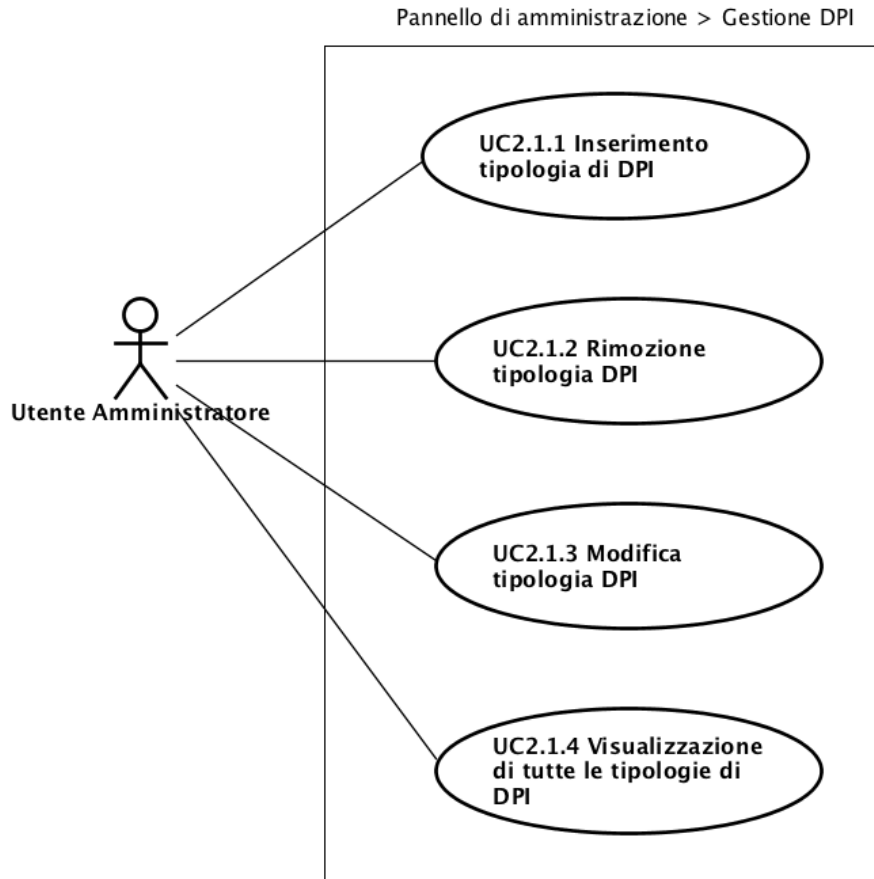 Pannello di amministrazione > Gestione DPI
UC2.1.1 Inserimento
tipologia di DPI
UC2.1.2 Rimozione
tipologia DPI
Utente Amministratore
UC2.1.3 Modifica
tipologia DPI
UC2.1.4 Visualizzazione
di tutte le tipologie di
DPI